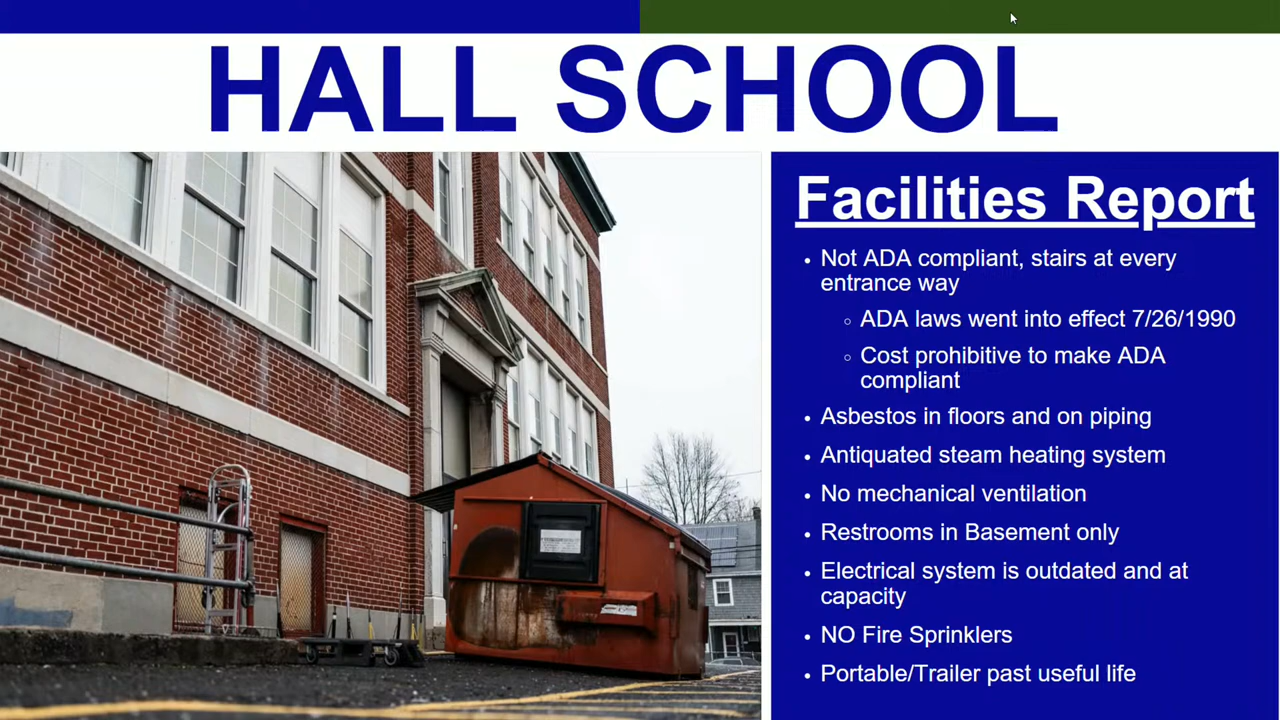 HALL SCHOOL
Facilities Report
• Not ADA compliant, stairs at every
entrance way
○ ADA laws went into effect 7/26/1990
○ Cost prohibitive to make ADA
compliant
• Asbestos in floors and on piping
• Antiquated steam heating system
• No mechanical ventilation
• Restrooms in Basement only
• Electrical system is outdated and at
capacity
• NO Fire Sprinklers
• Portable/Trailer past useful life